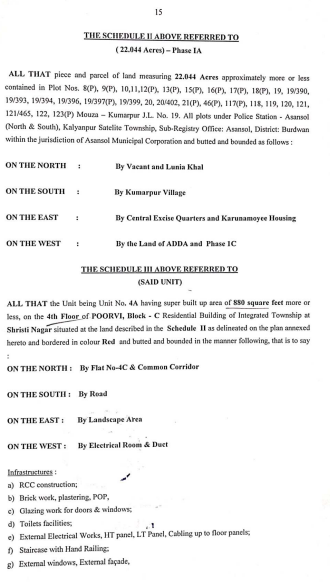 15
THE SCHEDULE II ABOVE REFERRED TO
( 22.044 Acres) – Phase IA
ALL THAT piece and parcel of land measuring 22.044 Acres approximately more or less
contained in Plot Nos. 8(P), 9(P), 10,11,12(P), 13(P), 15(P), 16(P), 17(P), 18(P), 19, 19/390,
19/393, 19/394, 19/396, 19/397(P), 19/399, 20, 20/402, 21(P), 46(P), 117(P), 118, 119, 120, 121,
121/465, 122, 123(P) Mouza – Kumarpur J.L. No. 19. All plots under Police Station - Asansol
(North & South), Kalyanpur Satelite Township, Sub-Registry Office: Asansol, District: Burdwan
within the jurisdiction of Asansol Municipal Corporation and butted and bounded as follows :
ON THE NORTH : By Vacant and Lunia Khal
ON THE SOUTH : By Kumarpur Village
ON THE EAST : By Central Excise Quarters and Karunamoyee Housing
ON THE WEST : By the Land of ADDA and Phase 1C
THE SCHEDULE III ABOVE REFERRED TO
(SAID UNIT)
ALL THAT the Unit being Unit No. 4A having super built up area of 880 square feet more or
less, on the 4th Floor of POORVI, Block - C Residential Building of Integrated Township at
Shristi Nagar situated at the land described in the Schedule II as delineated on the plan annexed
hereto and bordered in colour Red and butted and bounded in the manner following, that is to say
:
ON THE NORTH : By Flat No-4C & Common Corridor
ON THE SOUTH : By Road
ON THE EAST : By Landscape Area
ON THE WEST : By Electrical Room & Duct
Infrastructures :
a) RCC construction;
b) Brick work, plastering, POP,
c) Glazing work for doors & windows;
d) Toilets facilities;
e) External Electrical Works, HT panel, LT Panel, Cabling up to floor panels;
f) Staircase with Hand Railing;
g) External windows, External façade,